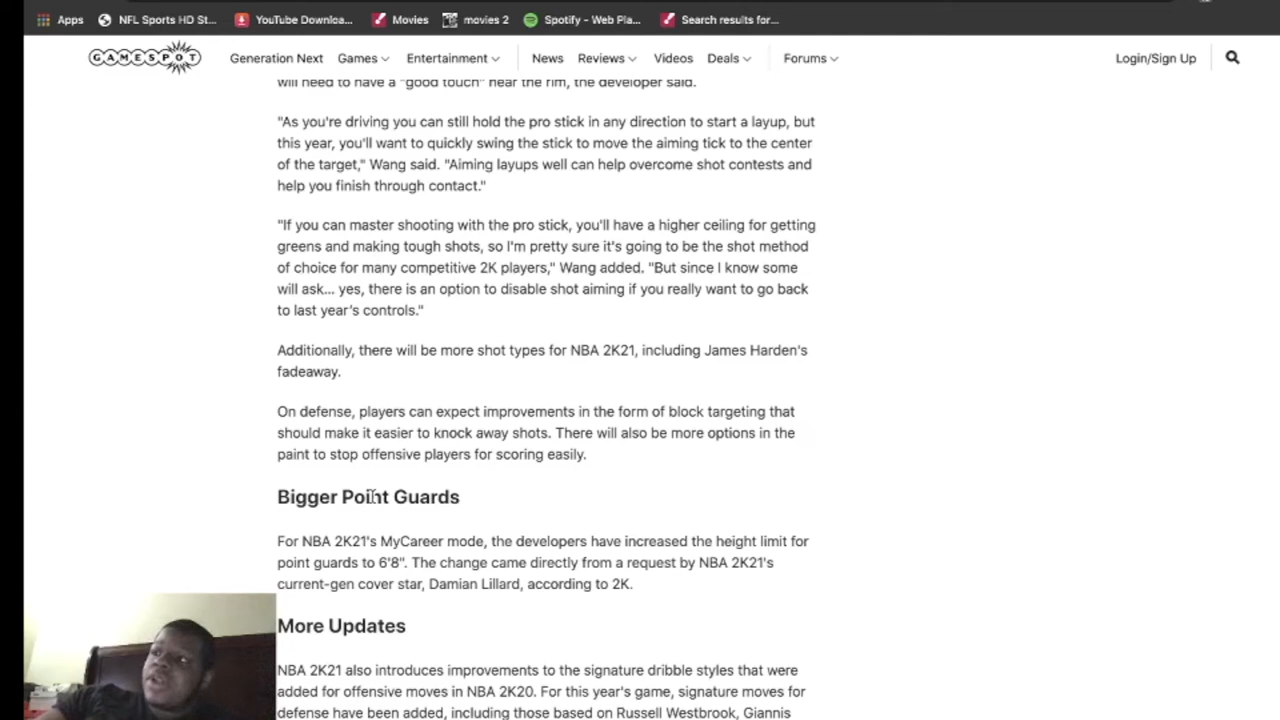 Apps
NFL Sports HD St...
YouTube Downloa...
Movies
movies 2
Spotify - Web Pla...
Search results for...
GAMESPOT
Generation Next
Games
Entertainment
News
Reviews
Videos
Deals
Forums
Login/Sign Up
will need to have a "good touch" near the rim, the developer said.
"As you're driving you can still hold the pro stick in any direction to start a layup, but
this year, you'll want to quickly swing the stick to move the aiming tick to the center
of the target," Wang said. "Aiming layups well can help overcome shot contests and
help you finish through contact."
"If you can master shooting with the pro stick, you'll have a higher ceiling for getting
greens and making tough shots, so I'm pretty sure it's going to be the shot method
of choice for many competitive 2K players," Wang added. "But since I know some
will ask... yes, there is an option to disable shot aiming if you really want to go back
to last year's controls."
Additionally, there will be more shot types for NBA 2K21, including James Harden's
fadeaway.
On defense, players can expect improvements in the form of block targeting that
should make it easier to knock away shots. There will also be more options in the
paint to stop offensive players for scoring easily.
Bigger Point Guards
For NBA 2K21's MyCareer mode, the developers have increased the height limit for
point guards to 6'8". The change came directly from a request by NBA 2K21's
current-gen cover star, Damian Lillard, according to 2K.
More Updates
NBA 2K21 also introduces improvements to the signature dribble styles that were
added for offensive moves in NBA 2K20. For this year's game, signature moves for
defense have been added, including those based on Russell Westbrook, Giannis